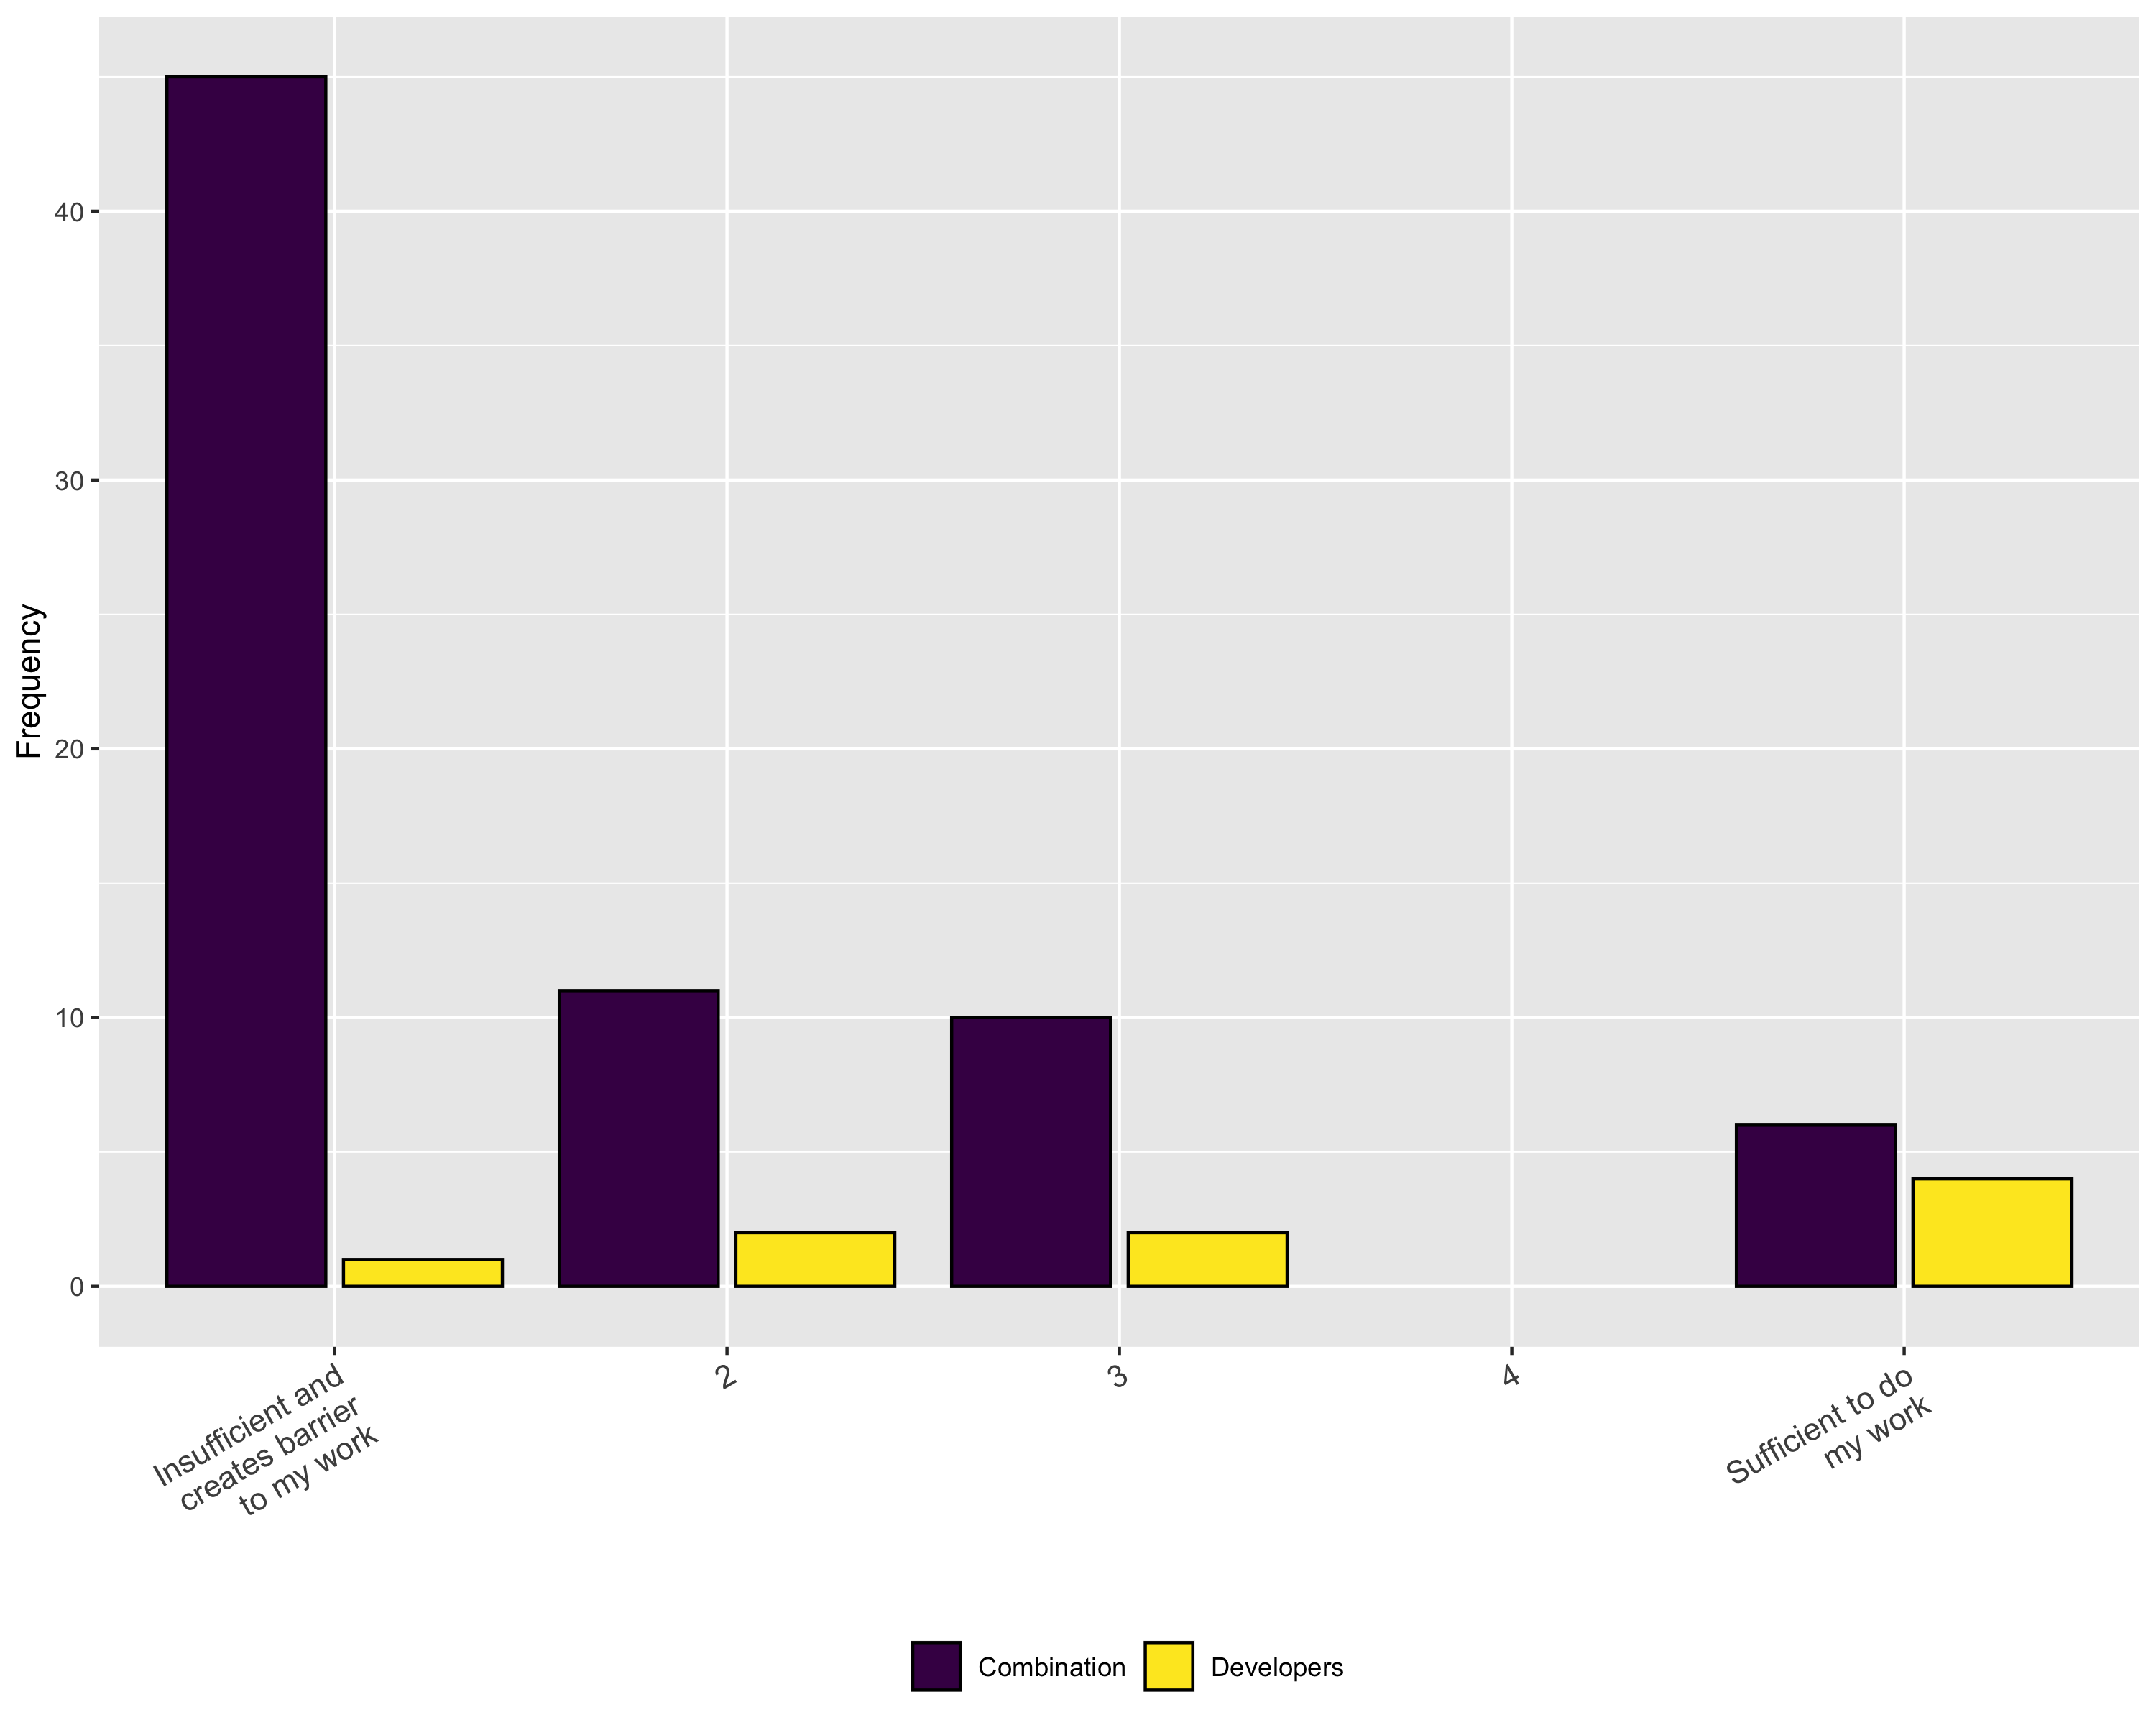 Frequency
40
30
20
10
0
Insufficient and
creates barrier
to my work
2
3
4
Sufficient to do
my work
Combination
Developers